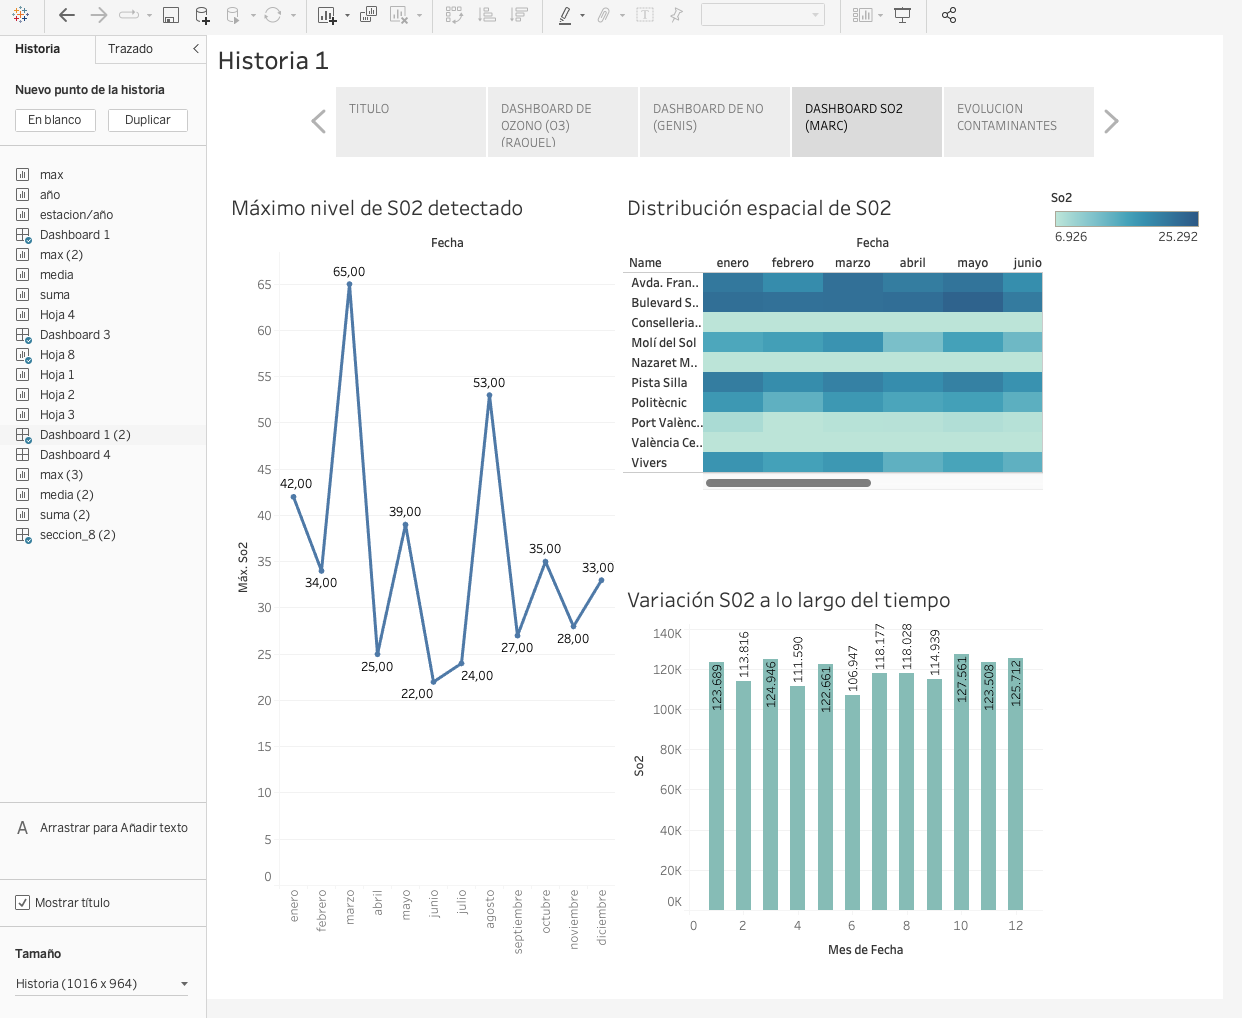 Historia
Trazado
Nuevo punto de la historia
En blanco
Duplicar
max
año
estacion/año
Dashboard 1
max (2)
media
suma
Hoja 4
Dashboard 3
Hoja 8
Hoja 1
Hoja 2
Hoja 3
Dashboard 1 (2)
Dashboard 4
max (3)
media (2)
suma (2)
seccion_8 (2)
A Arrastrar para Añadir texto
Mostrar título
Tamaño
Historia (1016 x 964)
Historia 1
TITULO
DASHBOARD DE
OZONO (O3)
(RAQUEL)
DASHBOARD DE NO
(GENIS)
DASHBOARD SO2
(MARC)
EVOLUCION
CONTAMINANTES
Máximo nivel de S02 detectado
Fecha
65,00
65
60
55
53,00
50
45
42,00
40
39,00
35
35,00
34,00
33,00
30
28,00
27,00
25
25,00
24,00
22,00
20
15
10
5
0
Máx. So2
enero
febrero
marzo
abril
mayo
junio
julio
agosto
septiembre
octubre
noviembre
diciembre
Distribución espacial de S02
Fecha
Name enero febrero marzo abril mayo junio
Avda. Fran..
Bulevard S..
Conselleria..
Molí del Sol
Nazaret M..
Pista Silla
Politècnic
Port Valènc..
València Ce..
Vivers
So2
6.926 25.292
Variación S02 a lo largo del tiempo
140K
120K
100K
80K
60K
40K
20K
0K
So2
123.689
113.816
124.946
111.590
122.661
106.947
118.177
118.028
114.939
127.561
123.508
125.712
0 2 4 6 8 10 12
Mes de Fecha